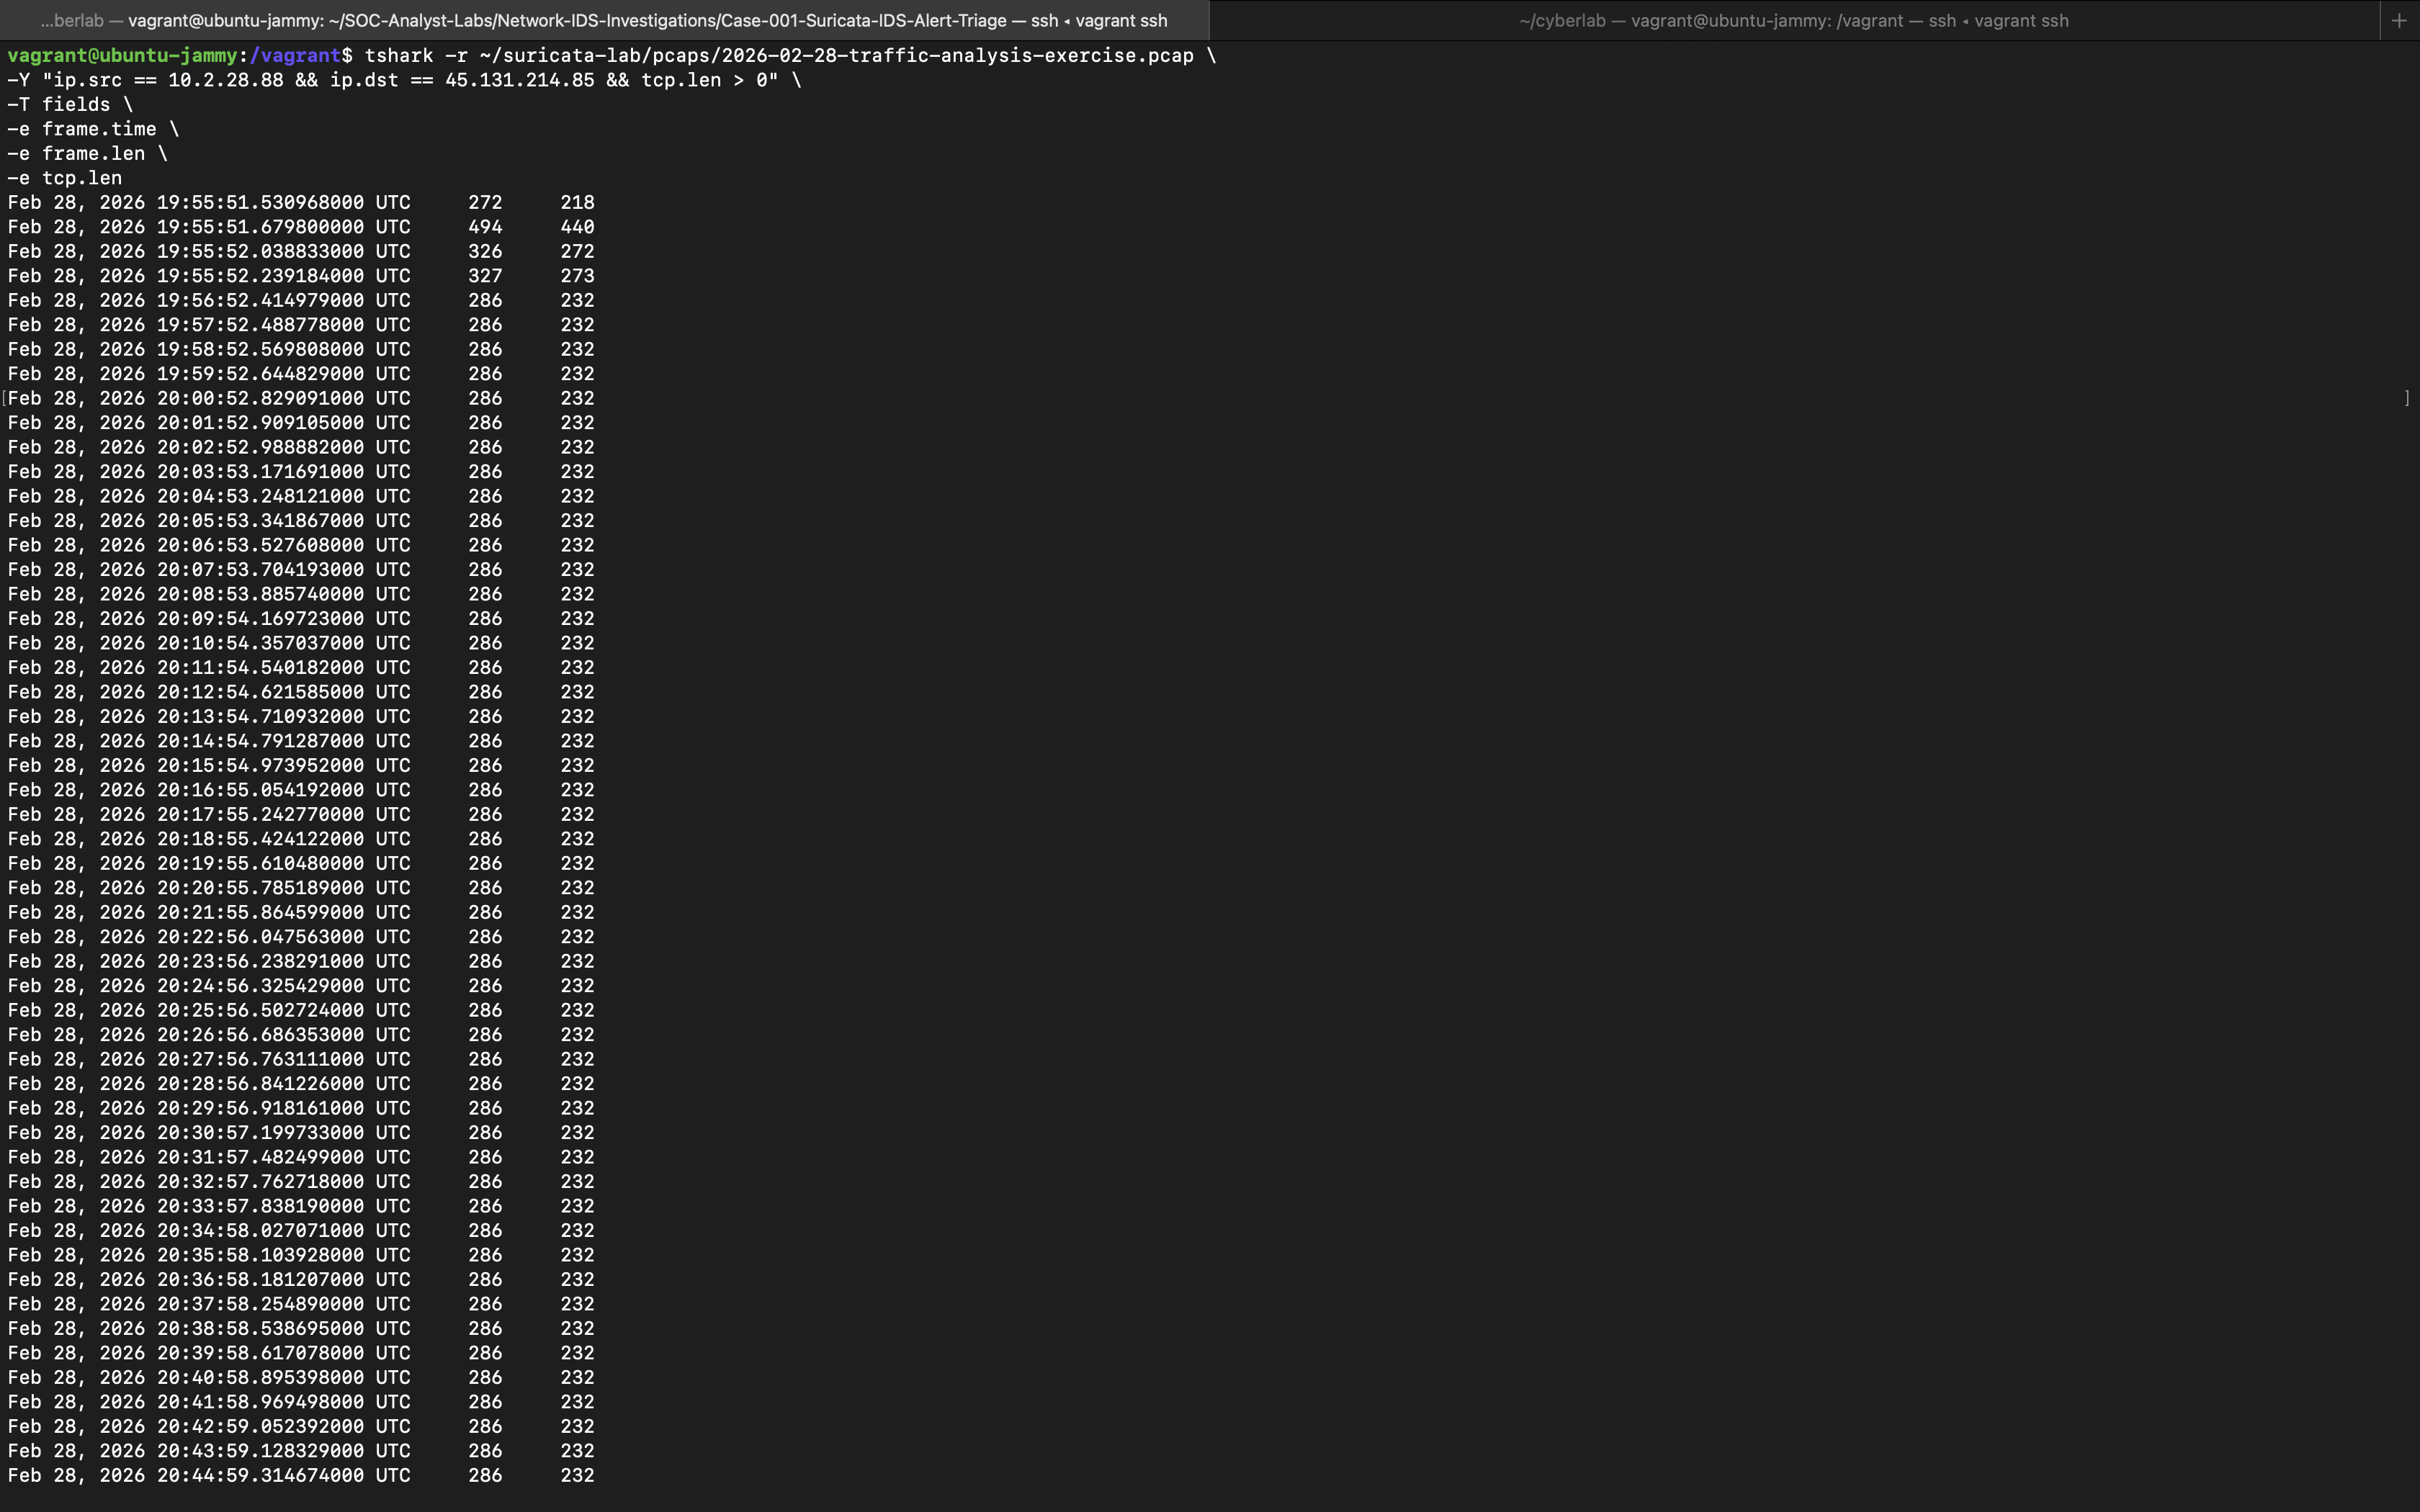 ...berlab — vagrant@ubuntu-jammy: ~/SOC-Analyst-Labs/Network-IDS-Investigations/Case-001-Suricata-IDS-Alert-Triage — ssh ◂ vagrant ssh
~/cyberlab — vagrant@ubuntu-jammy: /vagrant — ssh ◂ vagrant ssh
+
vagrant@ubuntu-jammy:/vagrant$ tshark -r ~/suricata-lab/pcaps/2026-02-28-traffic-analysis-exercise.pcap \
-Y "ip.src == 10.2.28.88 && ip.dst == 45.131.214.85 && tcp.len > 0" \
-T fields \
-e frame.time \
-e frame.len \
-e tcp.len
Feb 28, 2026 19:55:51.530968000 UTC     272     218
Feb 28, 2026 19:55:51.679800000 UTC     494     440
Feb 28, 2026 19:55:52.038833000 UTC     326     272
Feb 28, 2026 19:55:52.239184000 UTC     327     273
Feb 28, 2026 19:56:52.414979000 UTC     286     232
Feb 28, 2026 19:57:52.488778000 UTC     286     232
Feb 28, 2026 19:58:52.569808000 UTC     286     232
Feb 28, 2026 19:59:52.644829000 UTC     286     232
[Feb 28, 2026 20:00:52.829091000 UTC     286     232 ]
Feb 28, 2026 20:01:52.909105000 UTC     286     232
Feb 28, 2026 20:02:52.988882000 UTC     286     232
Feb 28, 2026 20:03:53.171691000 UTC     286     232
Feb 28, 2026 20:04:53.248121000 UTC     286     232
Feb 28, 2026 20:05:53.341867000 UTC     286     232
Feb 28, 2026 20:06:53.527608000 UTC     286     232
Feb 28, 2026 20:07:53.704193000 UTC     286     232
Feb 28, 2026 20:08:53.885740000 UTC     286     232
Feb 28, 2026 20:09:54.169723000 UTC     286     232
Feb 28, 2026 20:10:54.357037000 UTC     286     232
Feb 28, 2026 20:11:54.540182000 UTC     286     232
Feb 28, 2026 20:12:54.621585000 UTC     286     232
Feb 28, 2026 20:13:54.710932000 UTC     286     232
Feb 28, 2026 20:14:54.791287000 UTC     286     232
Feb 28, 2026 20:15:54.973952000 UTC     286     232
Feb 28, 2026 20:16:55.054192000 UTC     286     232
Feb 28, 2026 20:17:55.242770000 UTC     286     232
Feb 28, 2026 20:18:55.424122000 UTC     286     232
Feb 28, 2026 20:19:55.610480000 UTC     286     232
Feb 28, 2026 20:20:55.785189000 UTC     286     232
Feb 28, 2026 20:21:55.864599000 UTC     286     232
Feb 28, 2026 20:22:56.047563000 UTC     286     232
Feb 28, 2026 20:23:56.238291000 UTC     286     232
Feb 28, 2026 20:24:56.325429000 UTC     286     232
Feb 28, 2026 20:25:56.502724000 UTC     286     232
Feb 28, 2026 20:26:56.686353000 UTC     286     232
Feb 28, 2026 20:27:56.763111000 UTC     286     232
Feb 28, 2026 20:28:56.841226000 UTC     286     232
Feb 28, 2026 20:29:56.918161000 UTC     286     232
Feb 28, 2026 20:30:57.199733000 UTC     286     232
Feb 28, 2026 20:31:57.482499000 UTC     286     232
Feb 28, 2026 20:32:57.762718000 UTC     286     232
Feb 28, 2026 20:33:57.838190000 UTC     286     232
Feb 28, 2026 20:34:58.027071000 UTC     286     232
Feb 28, 2026 20:35:58.103928000 UTC     286     232
Feb 28, 2026 20:36:58.181207000 UTC     286     232
Feb 28, 2026 20:37:58.254890000 UTC     286     232
Feb 28, 2026 20:38:58.538695000 UTC     286     232
Feb 28, 2026 20:39:58.617078000 UTC     286     232
Feb 28, 2026 20:40:58.895398000 UTC     286     232
Feb 28, 2026 20:41:58.969498000 UTC     286     232
Feb 28, 2026 20:42:59.052392000 UTC     286     232
Feb 28, 2026 20:43:59.128329000 UTC     286     232
Feb 28, 2026 20:44:59.314674000 UTC     286     232